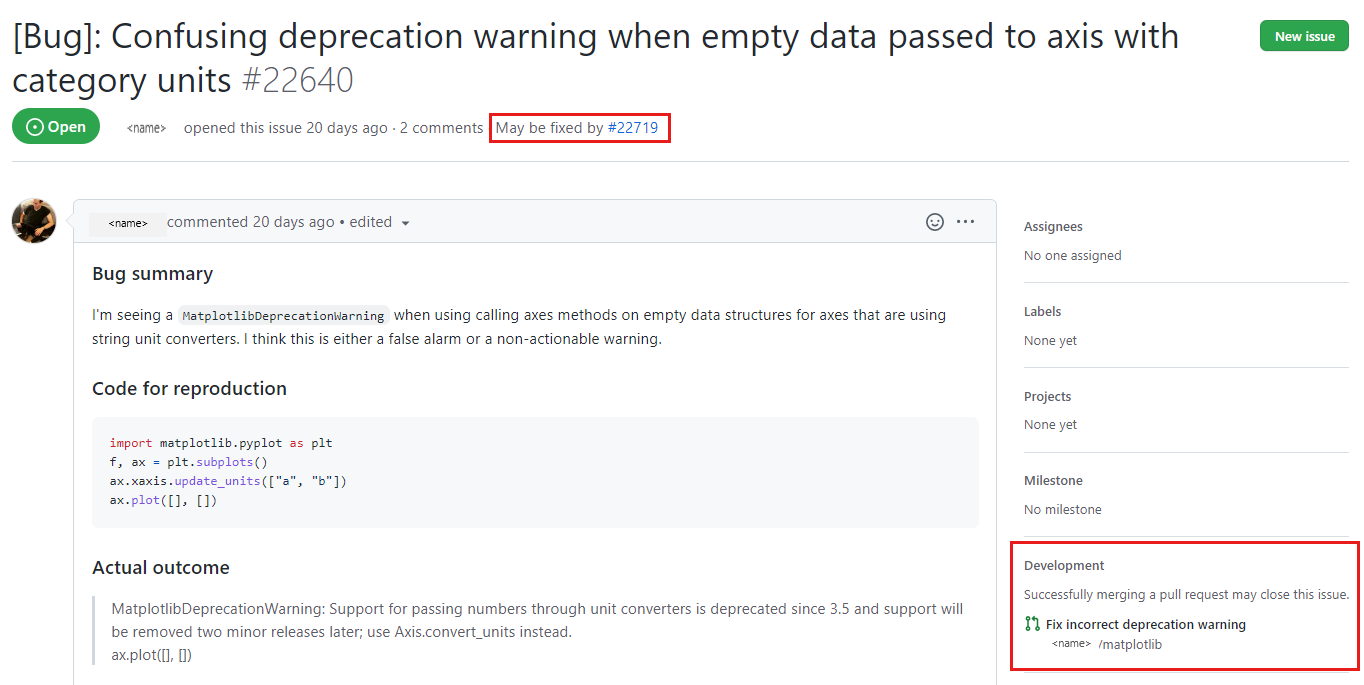 [Bug]: Confusing deprecation warning when empty data passed to axis with
category units #22640
New issue
Open
<name> opened this issue 20 days ago · 2 comments May be fixed by #22719
<name> commented 20 days ago • edited
Bug summary
I'm seeing a MatplotlibDeprecationWarning when using calling axes methods on empty data structures for axes that are using
string unit converters. I think this is either a false alarm or a non-actionable warning.
Code for reproduction
import matplotlib.pyplot as plt
f, ax = plt.subplots()
ax.xaxis.update_units(["a", "b"])
ax.plot([], [])
Actual outcome
MatplotlibDeprecationWarning: Support for passing numbers through unit converters is deprecated since 3.5 and support will
be removed two minor releases later; use Axis.convert_units instead.
ax.plot([], [])
Assignees
No one assigned
Labels
None yet
Projects
None yet
Milestone
No milestone
Development
Successfully merging a pull request may close this issue.
Fix incorrect deprecation warning
<name> /matplotlib